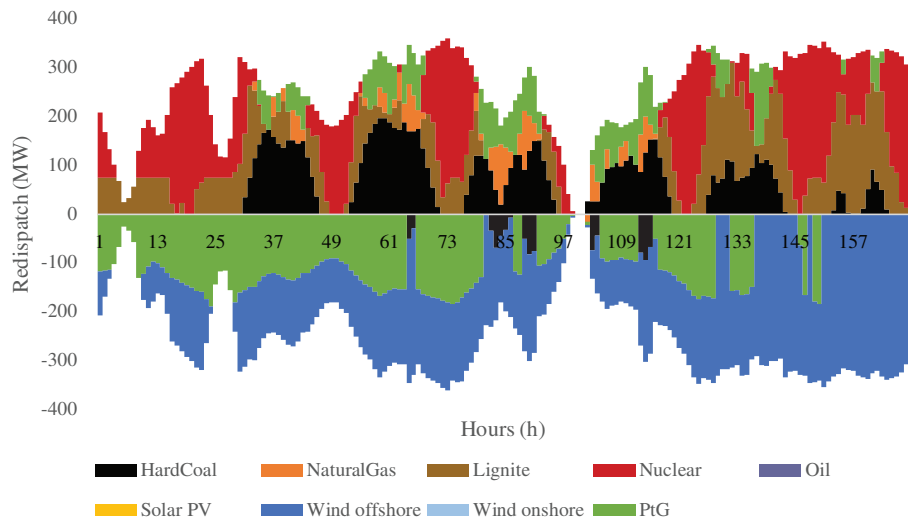 400
300
200
100
0
-100
-200
-300
-400
Redispatch (MW)
1 13 25 37 49 61 73 85 97 109 121 133 145 157
Hours (h)
HardCoal NaturalGas Lignite Nuclear Oil
Solar PV Wind offshore Wind onshore PtG